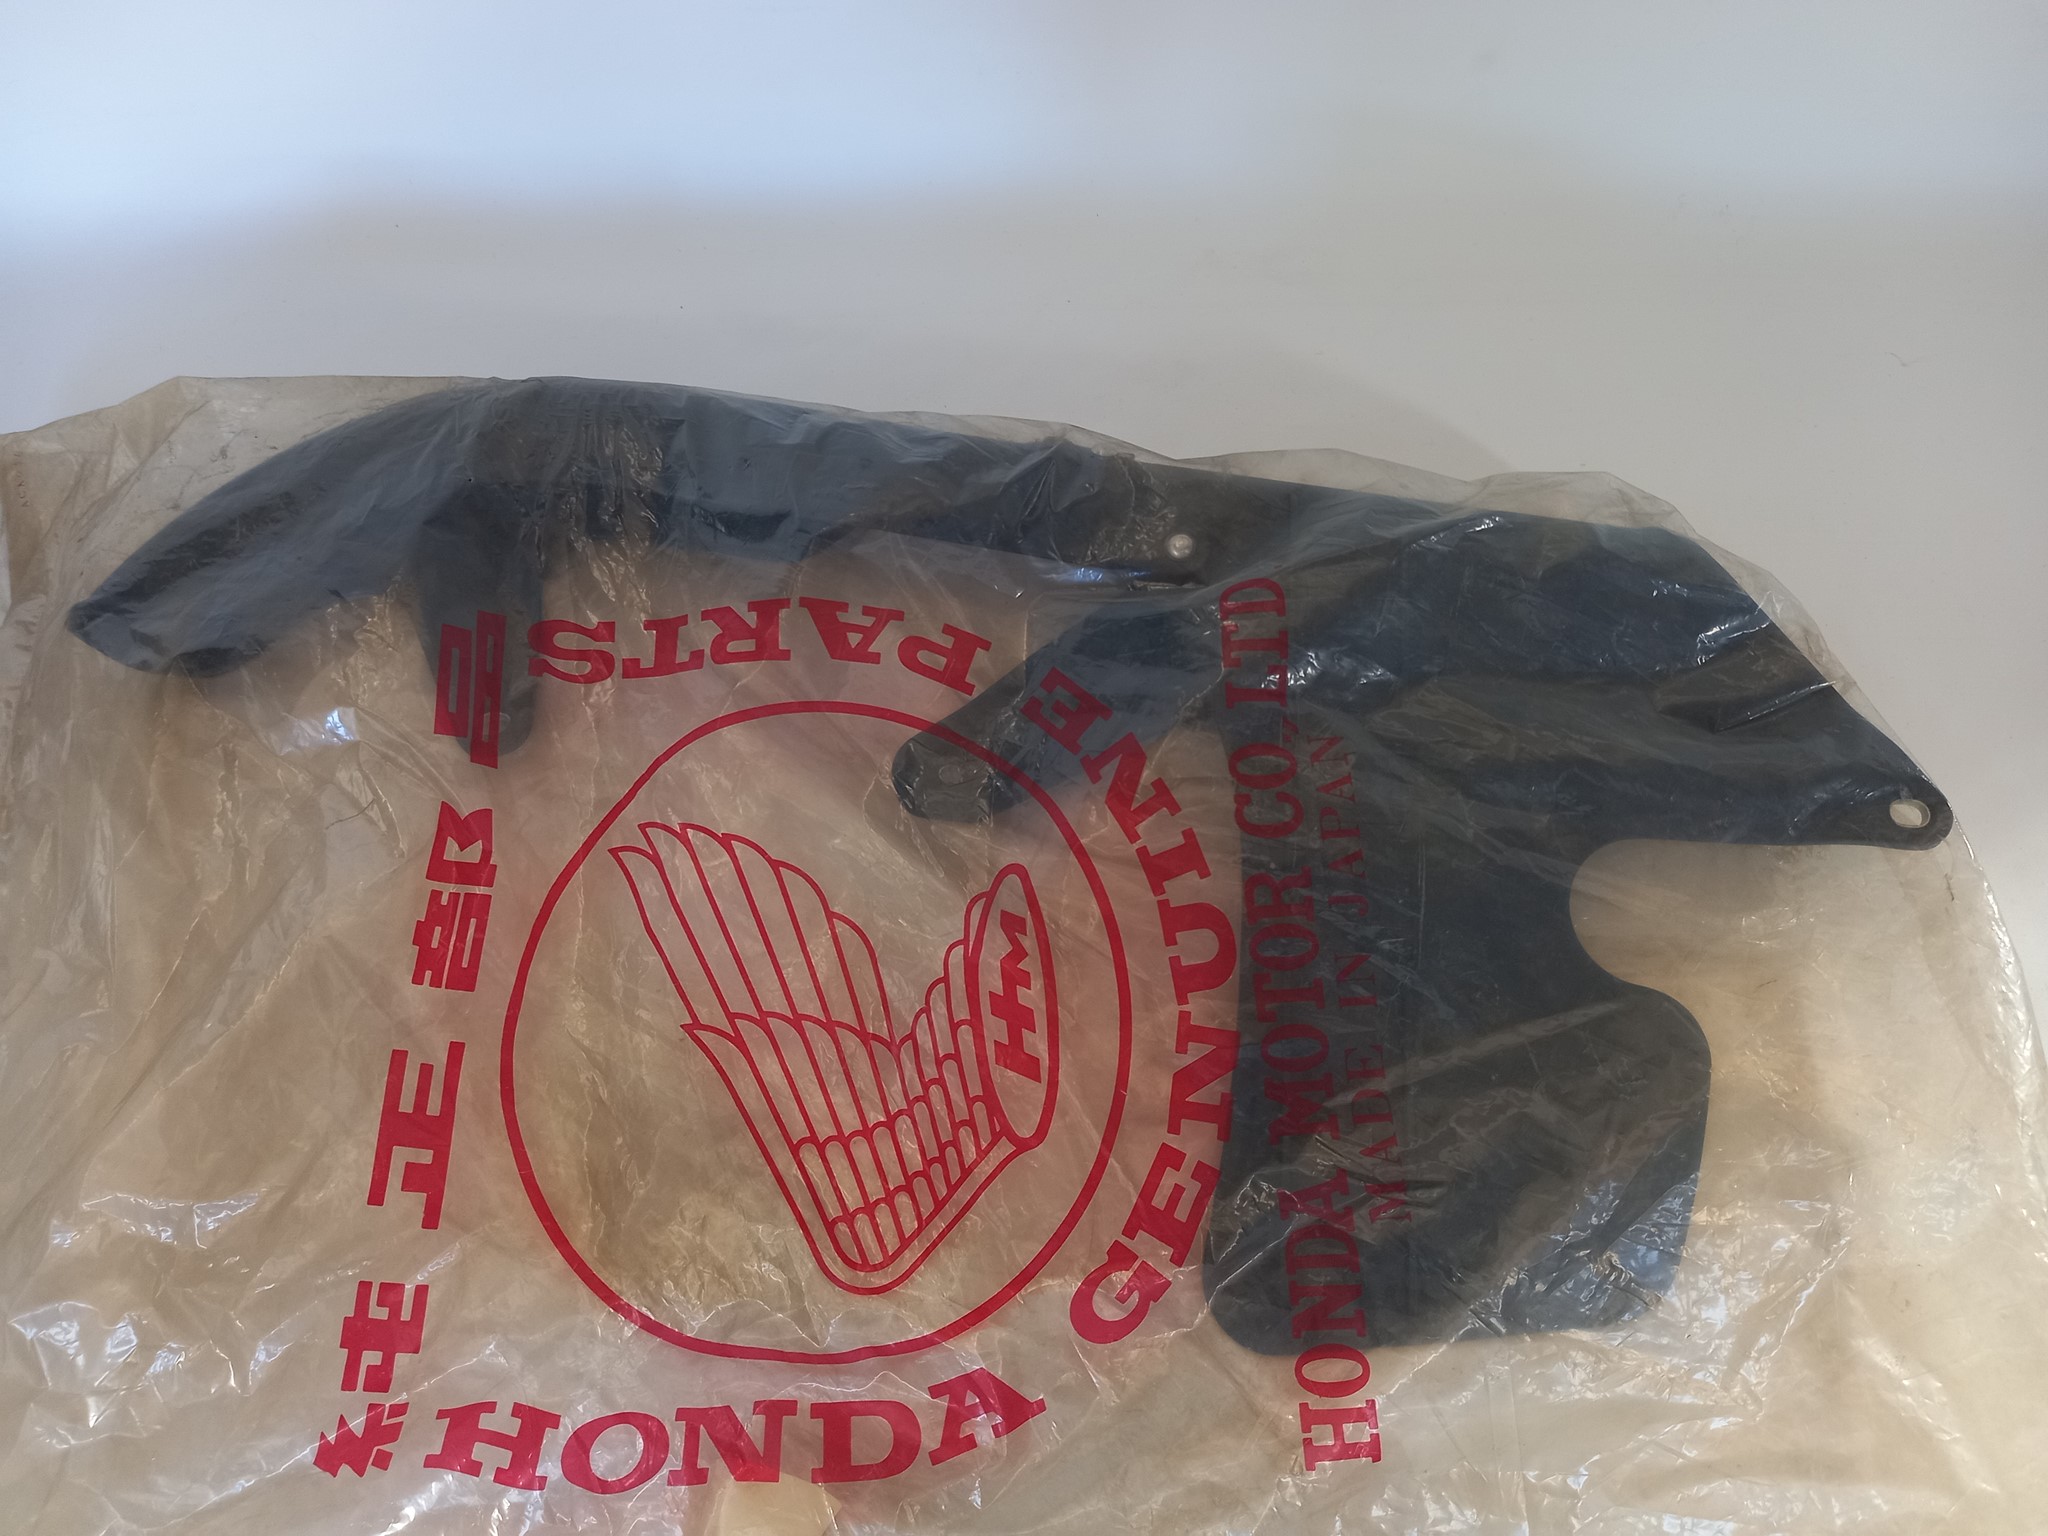 HONDA GENUINE PARTS
純正部品
HM
HONDA MOTOR CO.,LTD
MADE IN JAPAN